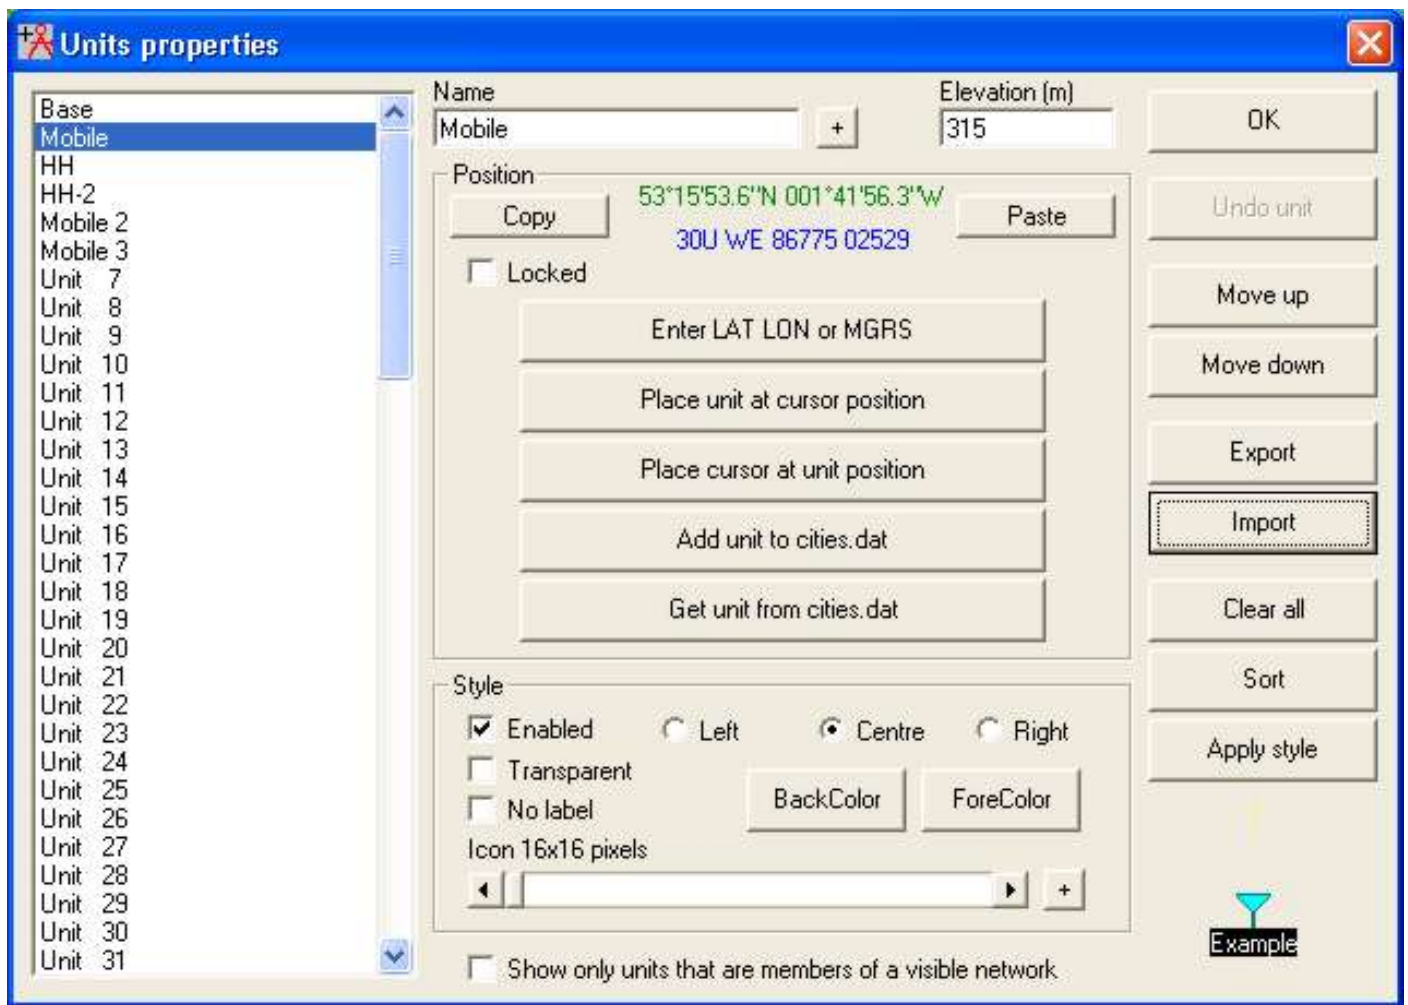 Units properties
Base
Mobile
HH
HH-2
Mobile 2
Mobile 3
Unit 7
Unit 8
Unit 9
Unit 10
Unit 11
Unit 12
Unit 13
Unit 14
Unit 15
Unit 16
Unit 17
Unit 18
Unit 19
Unit 20
Unit 21
Unit 22
Unit 23
Unit 24
Unit 25
Unit 26
Unit 27
Unit 28
Unit 29
Unit 30
Unit 31
Name
Mobile
+
Elevation (m)
315
Position
Copy
53°15'53.6"N 001°41'56.3"W
30U WE 86775 02529
Paste
Locked
Enter LAT LON or MGRS
Place unit at cursor position
Place cursor at unit position
Add unit to cities.dat
Get unit from cities.dat
Style
Enabled
Left
Centre
Right
Transparent
No label
BackColor
ForeColor
Icon 16x16 pixels
+
Show only units that are members of a visible network
OK
Undo unit
Move up
Move down
Export
Import
Clear all
Sort
Apply style
Example